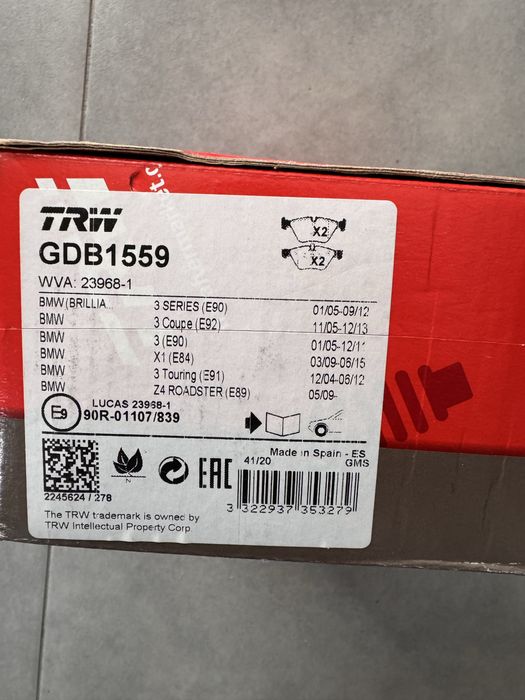 TRW
GDB1559
X2
X2
WVA: 23968-1
BMW (BRILLIA... 3 SERIES (E90) 01/05-09/12
BMW 3 Coupe (E92) 11/05-12/13
BMW 3 (E90) 01/05-12/11
BMW X1 (E84) 03/09-06/15
BMW 3 Touring (E91) 12/04-06/12
BMW Z4 ROADSTER (E89) 05/09-
LUCAS 23968-1
E9 90R-01107/839
Made in Spain - ES
41/20 GMS
N
EAC
2245624 / 278
3 322937 353279
The TRW trademark is owned by
TRW Intellectual Property Corp.